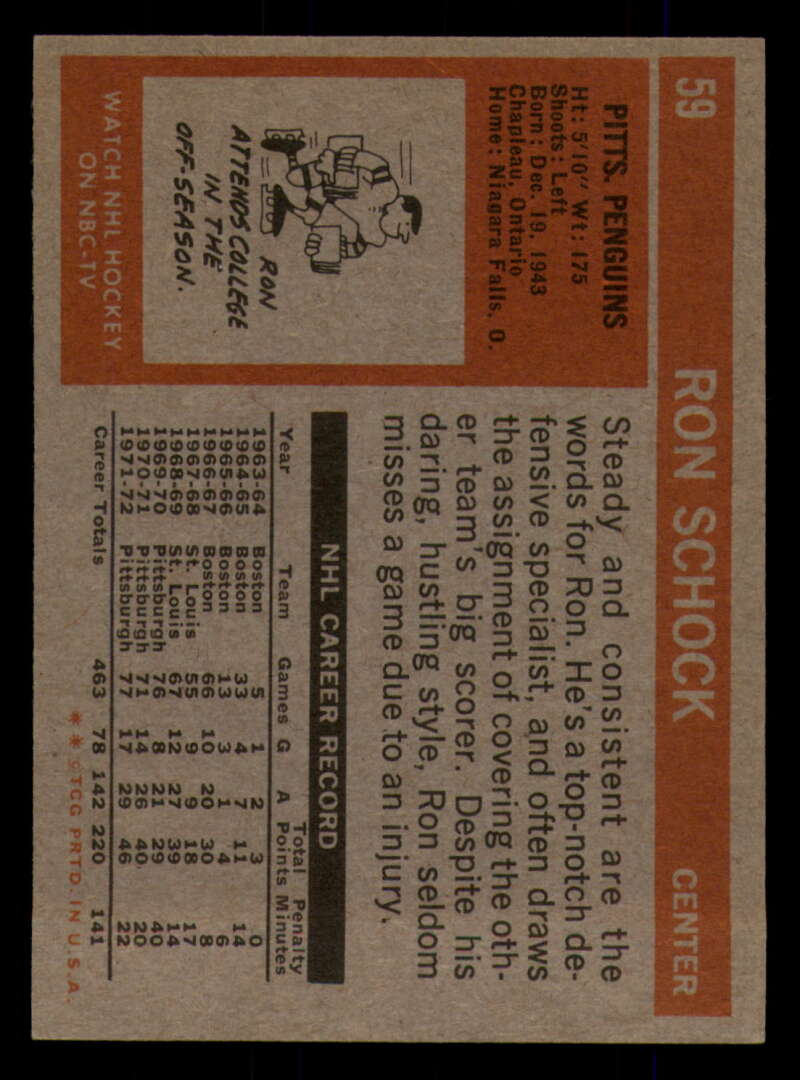 59 RON SCHOCK CENTER
PITTS. PENGUINS
Ht: 5'10" Wt: 175
Shoots: Left
Born: Dec. 19, 1943
Chapleau, Ontario
Home: Niagara Falls, O.
RON
ATTENDS COLLEGE
IN THE
OFF-SEASON.
WATCH NHL HOCKEY
ON NBC-TV
Steady and consistent are the
words for Ron. He's a top-notch de-
fensive specialist, and often draws
the assignment of covering the oth-
er team's big scorer. Despite his
daring, hustling style, Ron seldom
misses a game due to an injury.
NHL CAREER RECORD
Total Penalty
Year Team Games G A Points Minutes
1963-64 Boston 5 1 2 3 0
1964-65 Boston 33 4 7 11 14
1965-66 Boston 13 3 1 4 6
1966-67 Boston 66 10 20 30 8
1967-68 St. Louis 55 9 9 18 17
1968-69 St. Louis 67 12 27 39 14
1969-70 Pittsburgh 76 8 21 29 40
1970-71 Pittsburgh 71 14 26 40 20
1971-72 Pittsburgh 77 17 29 46 22
Career Totals 463 78 142 220 141
* * ©TCG PRTD. IN U.S.A.